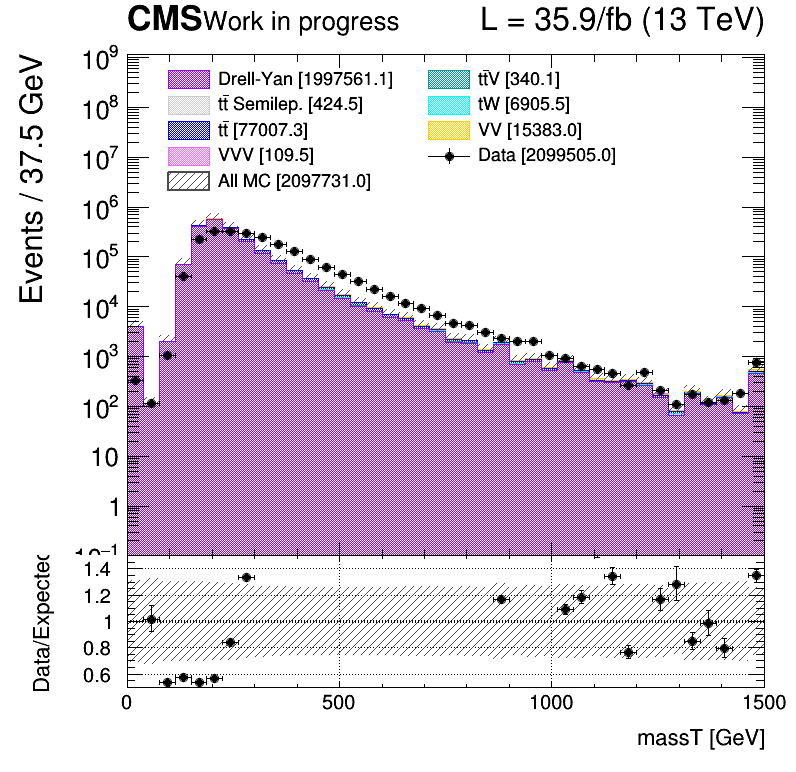 CMS Work in progress L = 35.9/fb (13 TeV)
Events / 37.5 GeV
10⁹
10⁸
10⁷
10⁶
10⁵
10⁴
10³
10²
10
1
10⁻¹
Drell-Yan [1997561.1]
tt̄ Semilep. [424.5]
tt̄ [77007.3]
VVV [109.5]
All MC [2097731.0]
tt̄V [340.1]
tW [6905.5]
VV [15383.0]
Data [2099505.0]
Data/Expected
1.4
1.2
1
0.8
0.6
0 500 1000 1500
massT [GeV]